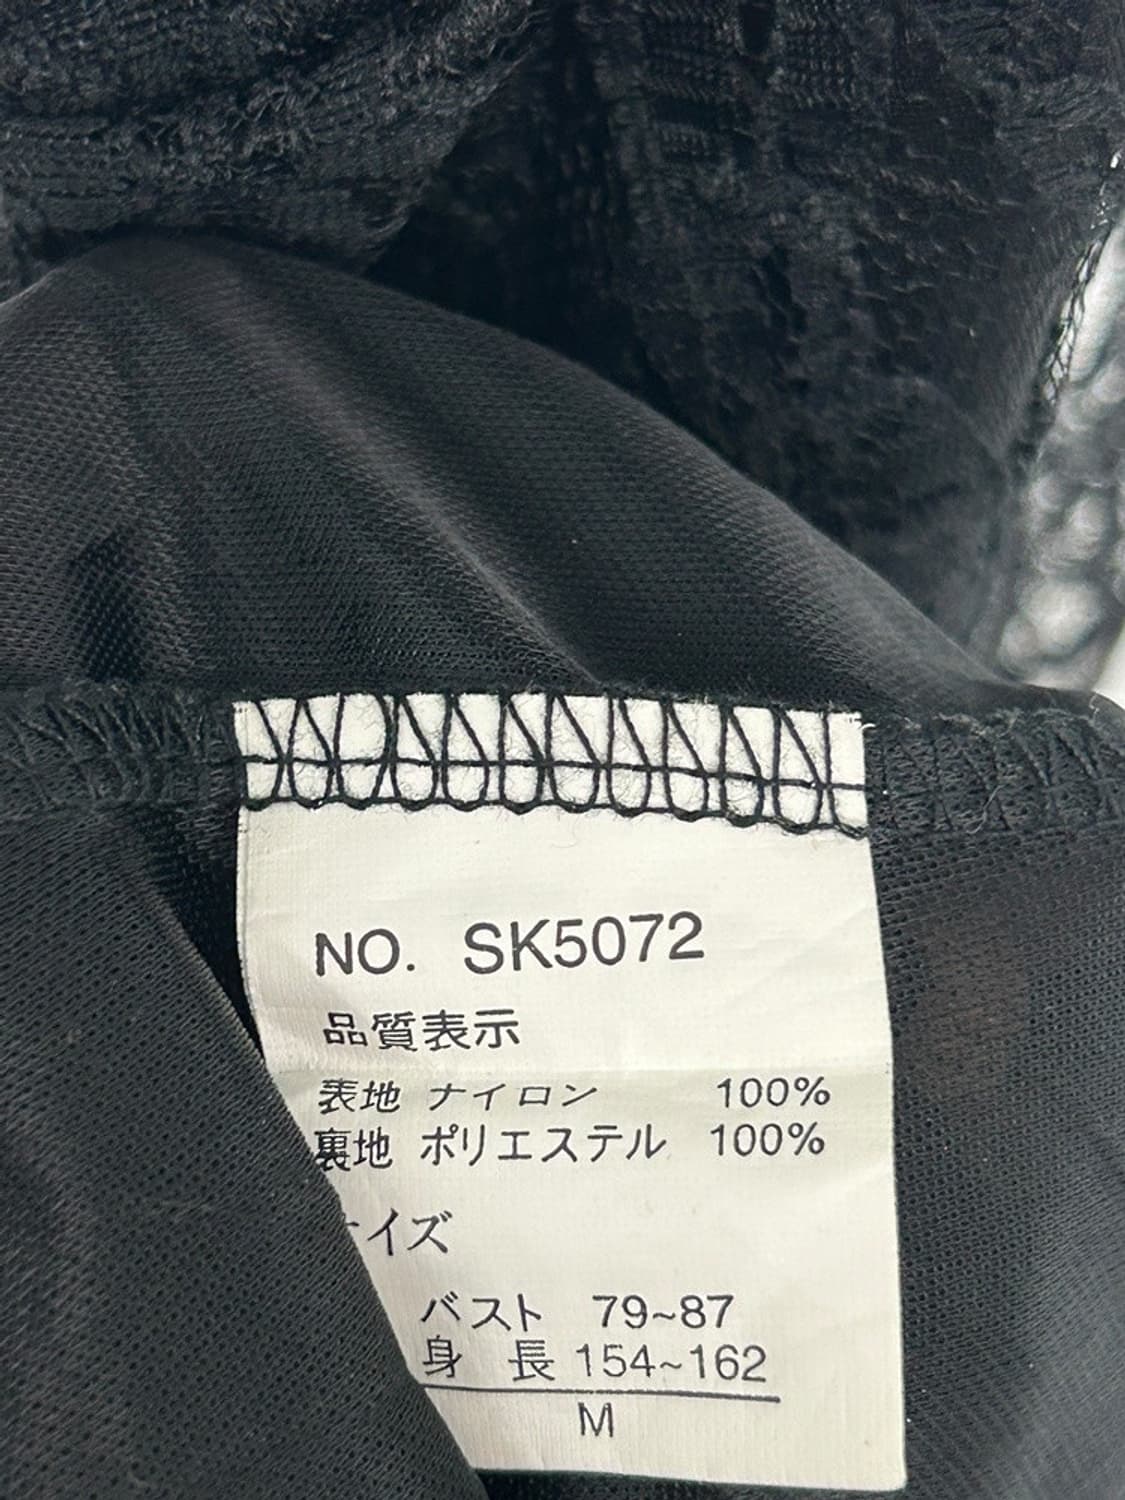 NO. SK5072
品質表示
表地 ナイロン 100%
裏地 ポリエステル 100%
サイズ
バスト 79~87
身 長 154~162
M